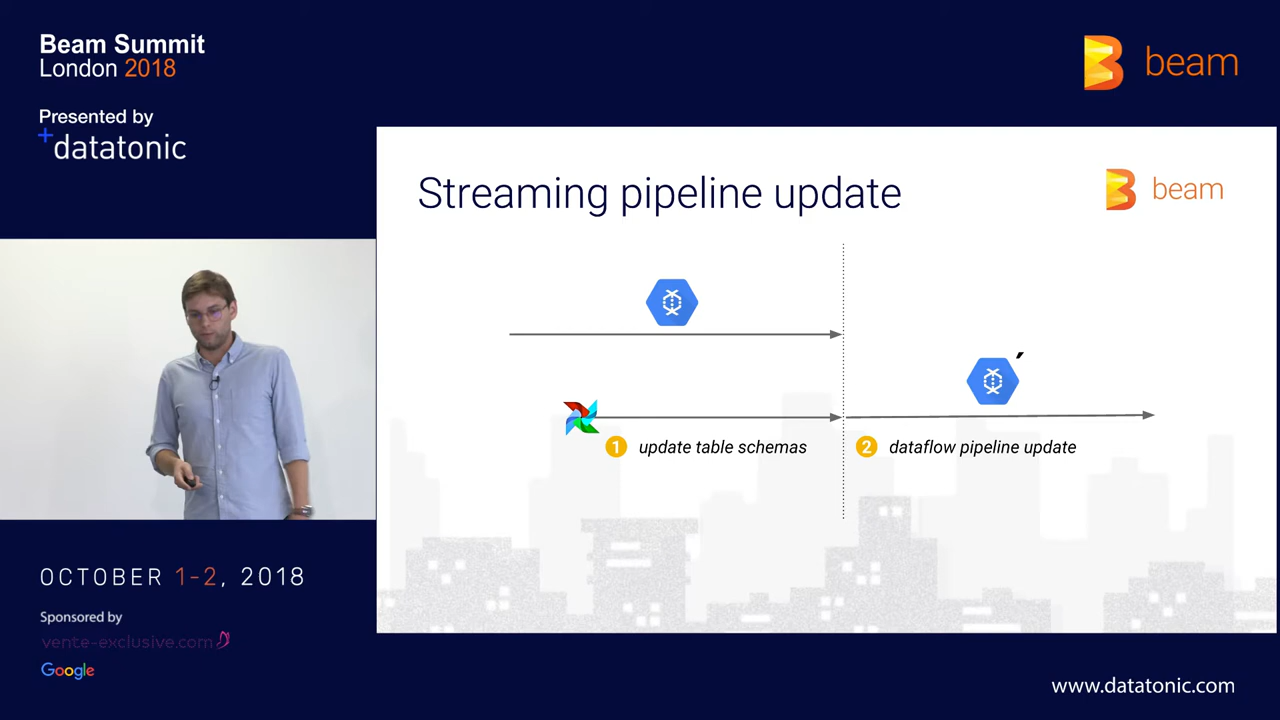 Beam Summit
London 2018
Presented by
+datatonic
beam
Streaming pipeline update
beam
1 update table schemas
2 dataflow pipeline update
OCTOBER 1-2, 2018
Sponsored by
vente-exclusive.com
Google
www.datatonic.com